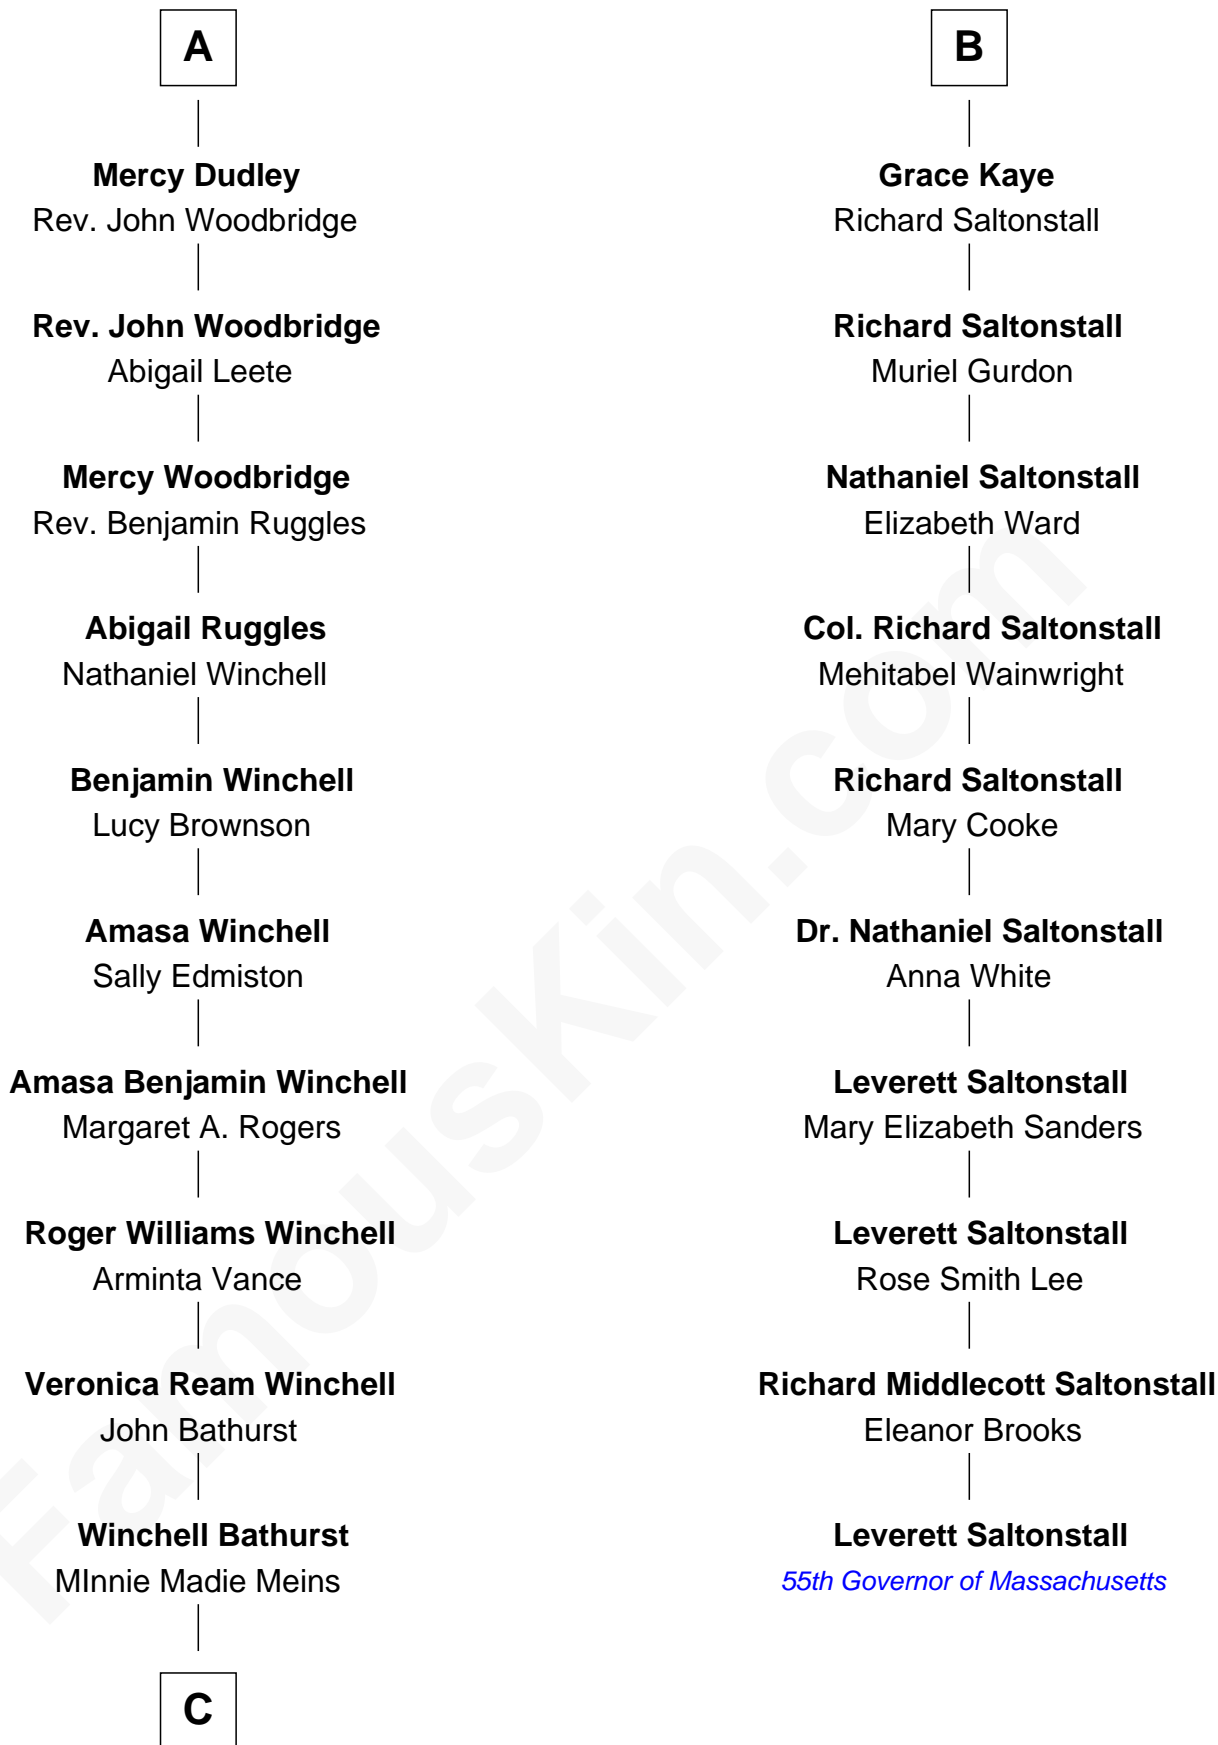 A
Mercy Dudley
Rev. John Woodbridge
Rev. John Woodbridge
Abigail Leete
Mercy Woodbridge
Rev. Benjamin Ruggles
Abigail Ruggles
Nathaniel Winchell
Benjamin Winchell
Lucy Brownson
Amasa Winchell
Sally Edmiston
Amasa Benjamin Winchell
Margaret A. Rogers
Roger Williams Winchell
Arminta Vance
Veronica Ream Winchell
John Bathurst
Winchell Bathurst
MInnie Madie Meins
C
B
Grace Kaye
Richard Saltonstall
Richard Saltonstall
Muriel Gurdon
Nathaniel Saltonstall
Elizabeth Ward
Col. Richard Saltonstall
Mehitabel Wainwright
Richard Saltonstall
Mary Cooke
Dr. Nathaniel Saltonstall
Anna White
Leverett Saltonstall
Mary Elizabeth Sanders
Leverett Saltonstall
Rose Smith Lee
Richard Middlecott Saltonstall
Eleanor Brooks
Leverett Saltonstall
55th Governor of Massachusetts
FamousKin.com